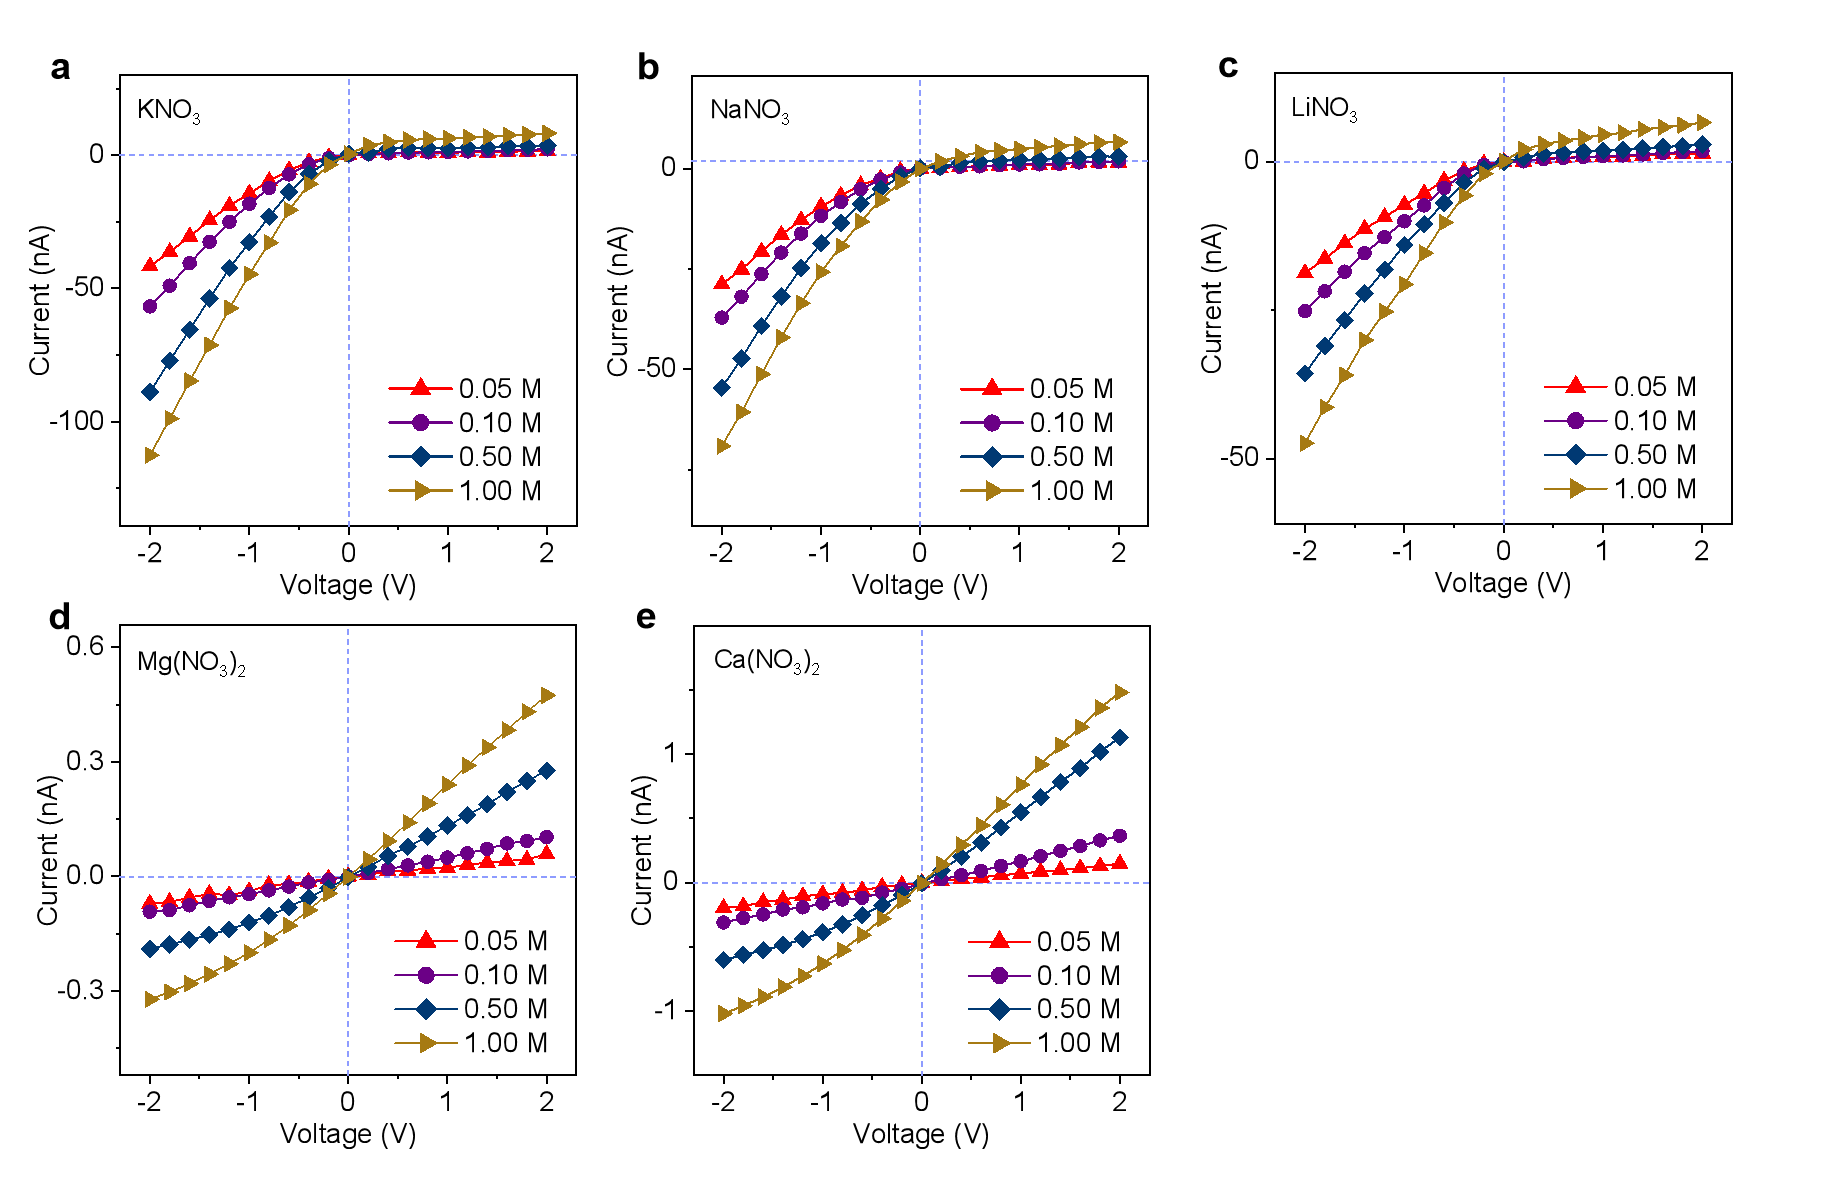 a
KNO3
0
-50
-100
Current (nA)
0.05 M
0.10 M
0.50 M
1.00 M
-2 -1 0 1 2
Voltage (V)
b
NaNO3
0
-50
Current (nA)
0.05 M
0.10 M
0.50 M
1.00 M
-2 -1 0 1 2
Voltage (V)
c
LiNO3
0
-50
Current (nA)
0.05 M
0.10 M
0.50 M
1.00 M
-2 -1 0 1 2
Voltage (V)
d
Mg(NO3)2
0.6
0.3
0.0
-0.3
Current (nA)
0.05 M
0.10 M
0.50 M
1.00 M
-2 -1 0 1 2
Voltage (V)
e
Ca(NO3)2
1
0
-1
Current (nA)
0.05 M
0.10 M
0.50 M
1.00 M
-2 -1 0 1 2
Voltage (V)